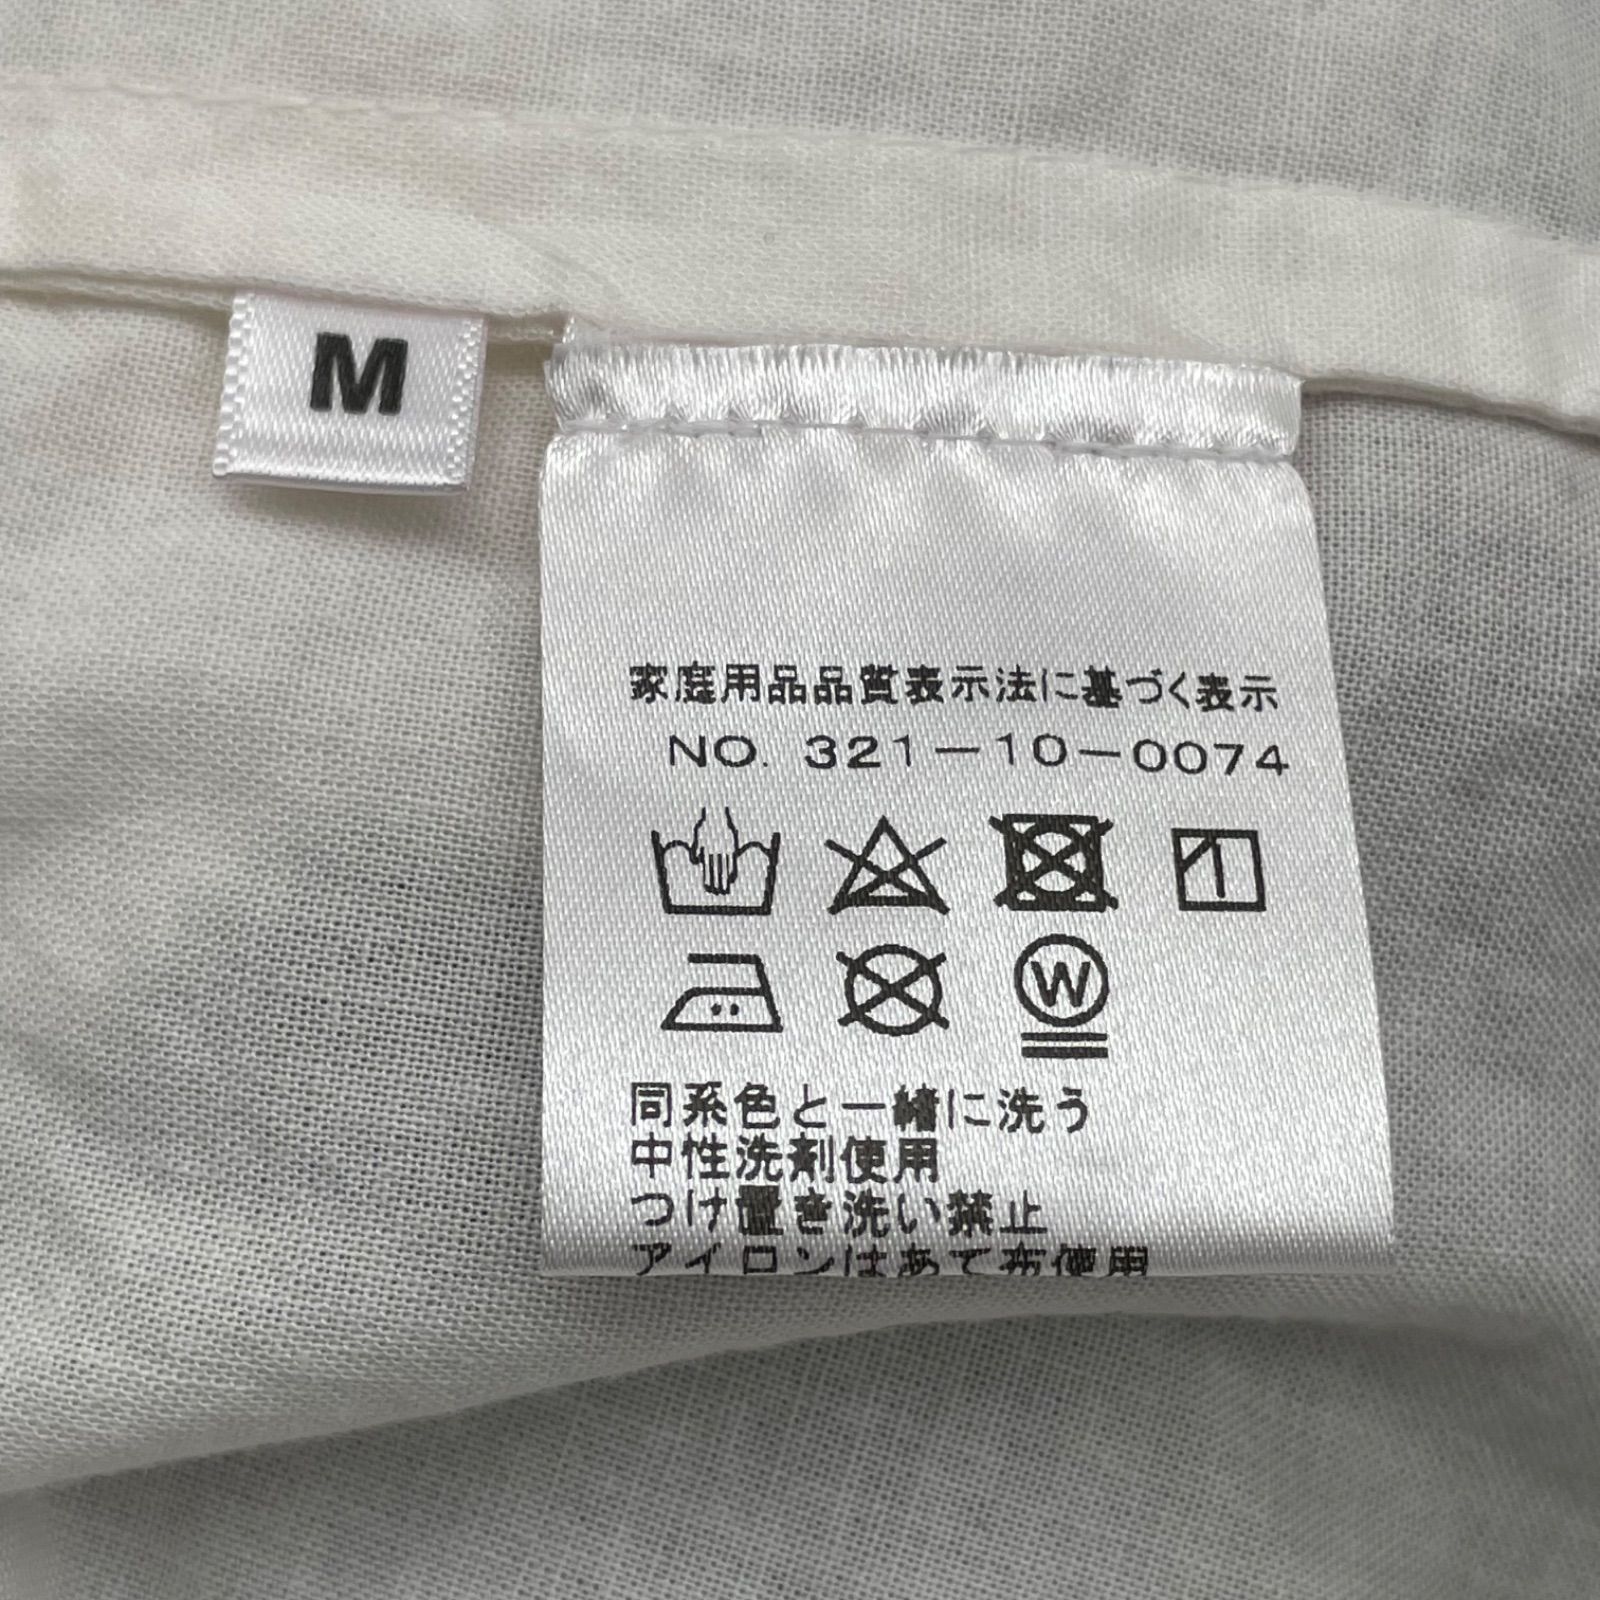 M
家庭用品品質表示法に基づく表示
NO. 321-10-0074
W
同系色と一緒に洗う
中性洗剤使用
つけ置き洗い禁止
アイロンはあて布使用